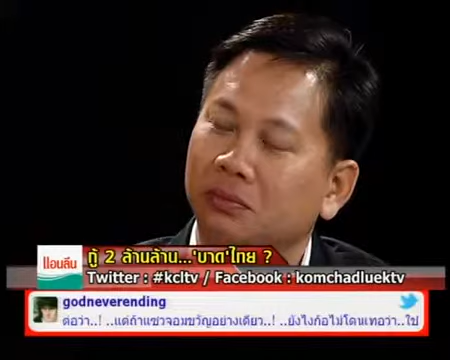 แอนลีน
กู้ 2 ล้านล้าน...'บาด'ไทย ?
Twitter : #kcltv / Facebook : komchadluektv
godneverending
ต่อว่า..! ..แต่ถ้าแซวจอมขวัญอย่างเดียว..! ..ยังไงก้อไม่โดนเทอว่า..ใช่